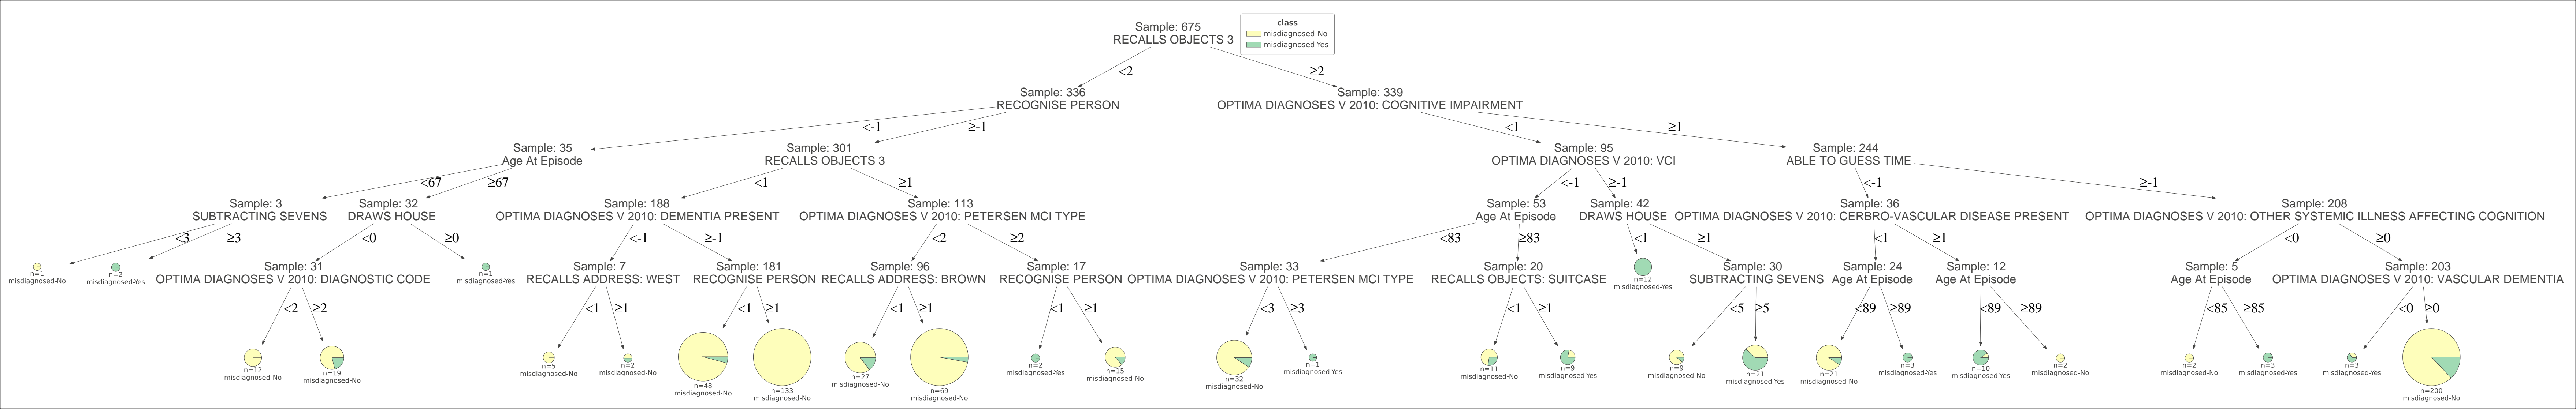 Sample: 675
RECALLS OBJECTS 3
class
misdiagnosed-No
misdiagnosed-Yes
<2
≥2
Sample: 336
RECOGNISE PERSON
Sample: 339
OPTIMA DIAGNOSES V 2010: COGNITIVE IMPAIRMENT
<-1
≥-1
<1
≥1
Sample: 35
Age At Episode
Sample: 301
RECALLS OBJECTS 3
Sample: 95
OPTIMA DIAGNOSES V 2010: VCI
Sample: 244
ABLE TO GUESS TIME
<67
≥67
<1
≥1
<-1
≥-1
<-1
≥-1
Sample: 3
SUBTRACTING SEVENS
Sample: 32
DRAWS HOUSE
Sample: 188
OPTIMA DIAGNOSES V 2010: DEMENTIA PRESENT
Sample: 113
OPTIMA DIAGNOSES V 2010: PETERSEN MCI TYPE
Sample: 53
Age At Episode
Sample: 42
DRAWS HOUSE
Sample: 36
OPTIMA DIAGNOSES V 2010: CERBRO-VASCULAR DISEASE PRESENT
Sample: 208
OPTIMA DIAGNOSES V 2010: OTHER SYSTEMIC ILLNESS AFFECTING COGNITION
<3
≥3
<0
≥0
<-1
≥-1
<2
≥2
<83
≥83
<1
≥1
<1
≥1
<0
≥0
n=1
misdiagnosed-No
n=2
misdiagnosed-Yes
Sample: 31
OPTIMA DIAGNOSES V 2010: DIAGNOSTIC CODE
n=1
misdiagnosed-Yes
Sample: 7
RECALLS ADDRESS: WEST
Sample: 181
RECOGNISE PERSON
Sample: 96
RECALLS ADDRESS: BROWN
Sample: 17
RECOGNISE PERSON
Sample: 33
OPTIMA DIAGNOSES V 2010: PETERSEN MCI TYPE
Sample: 20
RECALLS OBJECTS: SUITCASE
n=12
misdiagnosed-Yes
Sample: 30
SUBTRACTING SEVENS
Sample: 24
Age At Episode
Sample: 12
Age At Episode
Sample: 5
Age At Episode
Sample: 203
OPTIMA DIAGNOSES V 2010: VASCULAR DEMENTIA
<2
≥2
<1
≥1
<1
≥1
<1
≥1
<1
≥1
<3
≥3
<1
≥1
<5
≥5
<89
≥89
<89
≥89
<85
≥85
<0
≥0
n=12
misdiagnosed-No
n=19
misdiagnosed-No
n=5
misdiagnosed-No
n=2
misdiagnosed-No
n=48
misdiagnosed-No
n=133
misdiagnosed-No
n=27
misdiagnosed-No
n=69
misdiagnosed-No
n=2
misdiagnosed-Yes
n=15
misdiagnosed-No
n=32
misdiagnosed-No
n=1
misdiagnosed-Yes
n=11
misdiagnosed-No
n=9
misdiagnosed-Yes
n=9
misdiagnosed-No
n=21
misdiagnosed-Yes
n=21
misdiagnosed-No
n=3
misdiagnosed-Yes
n=10
misdiagnosed-Yes
n=2
misdiagnosed-No
n=2
misdiagnosed-No
n=3
misdiagnosed-Yes
n=3
misdiagnosed-Yes
n=200
misdiagnosed-No